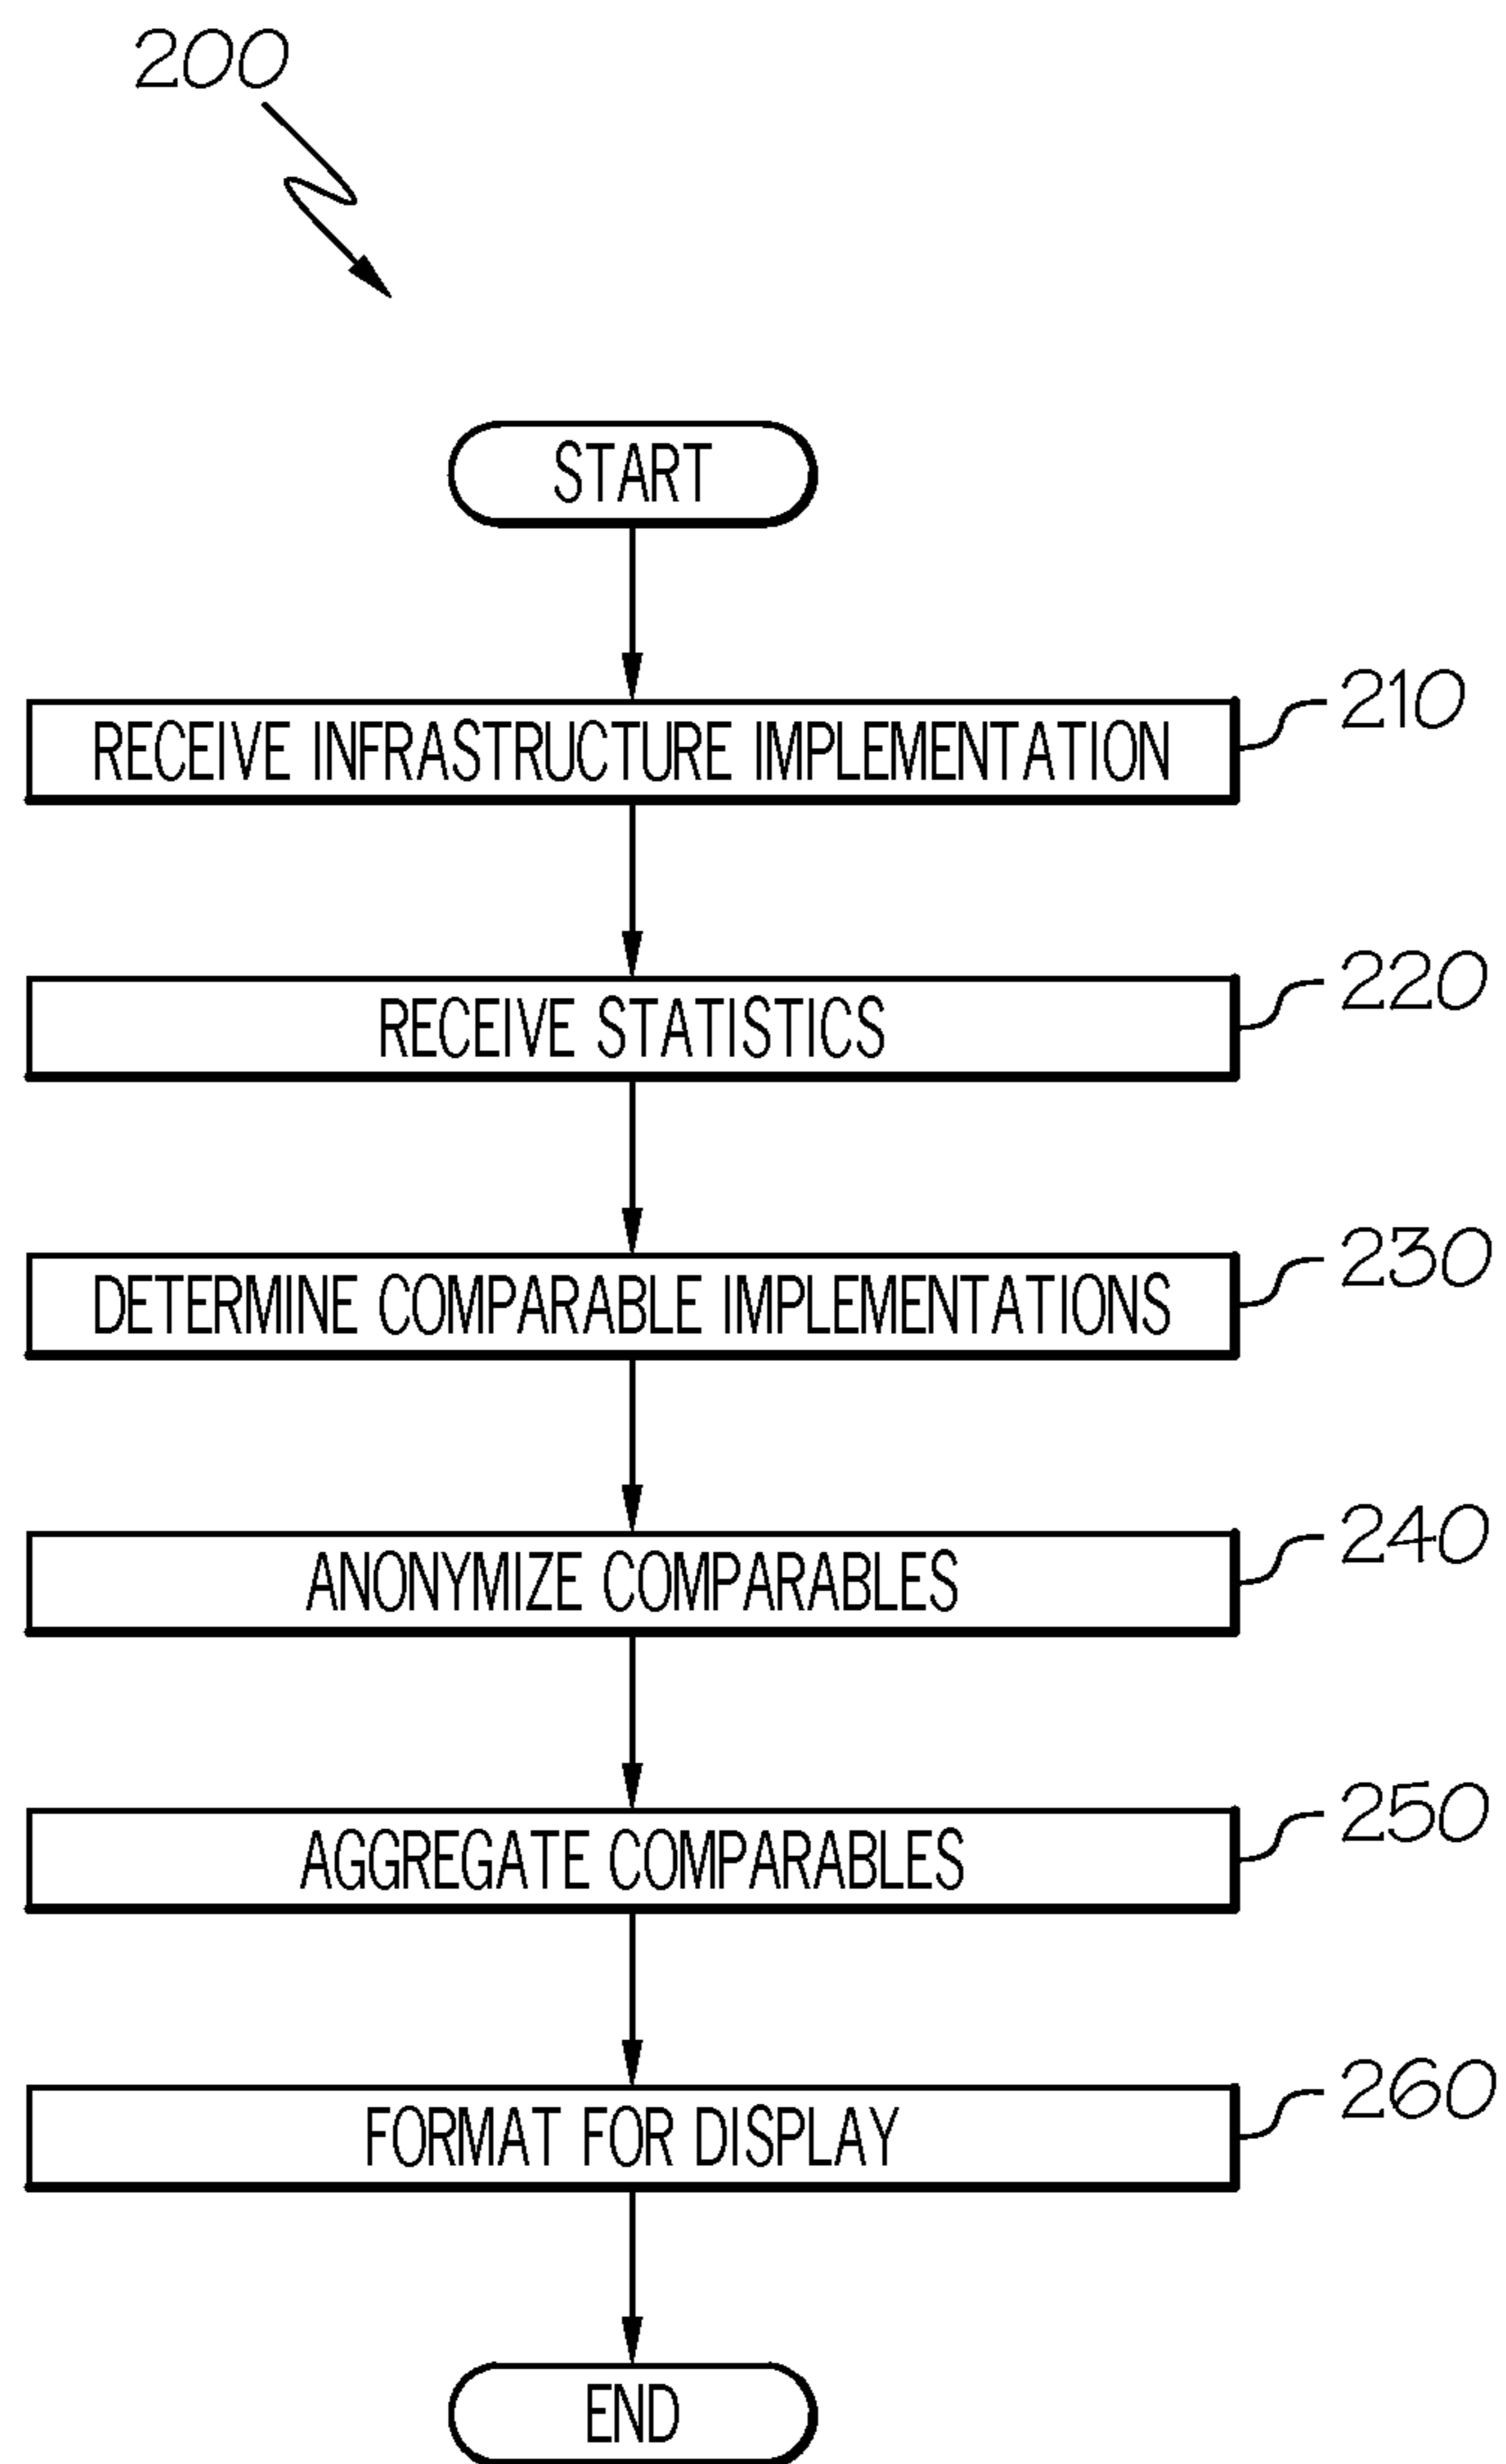 200
START
RECEIVE INFRASTRUCTURE IMPLEMENTATION
210
RECEIVE STATISTICS
220
DETERMINE COMPARABLE IMPLEMENTATIONS
230
ANONYMIZE COMPARABLES
240
AGGREGATE COMPARABLES
250
FORMAT FOR DISPLAY
260
END